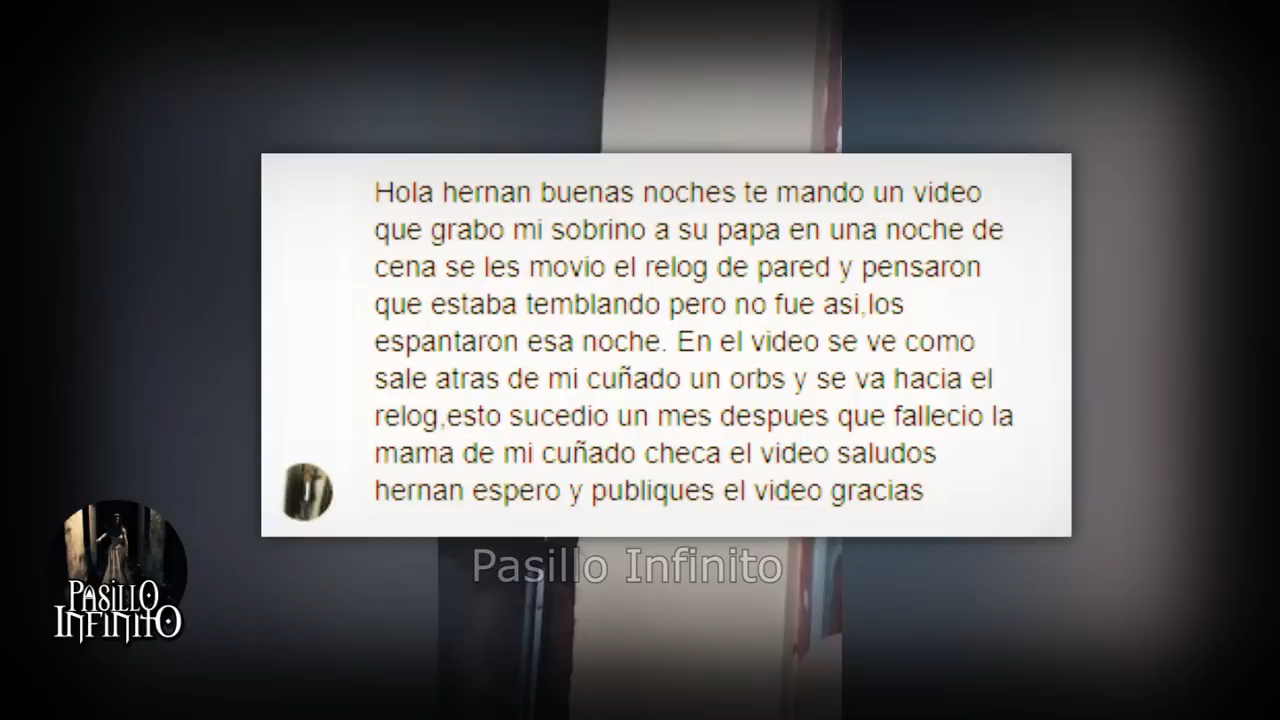 Hola hernan buenas noches te mando un video
que grabo mi sobrino a su papa en una noche de
cena se les movio el relog de pared y pensaron
que estaba temblando pero no fue asi,los
espantaron esa noche. En el video se ve como
sale atras de mi cuñado un orbs y se va hacia el
relog,esto sucedio un mes despues que fallecio la
mama de mi cuñado checa el video saludos
hernan espero y publiques el video gracias
Pasillo Infinito
PASILLO
INFINITO